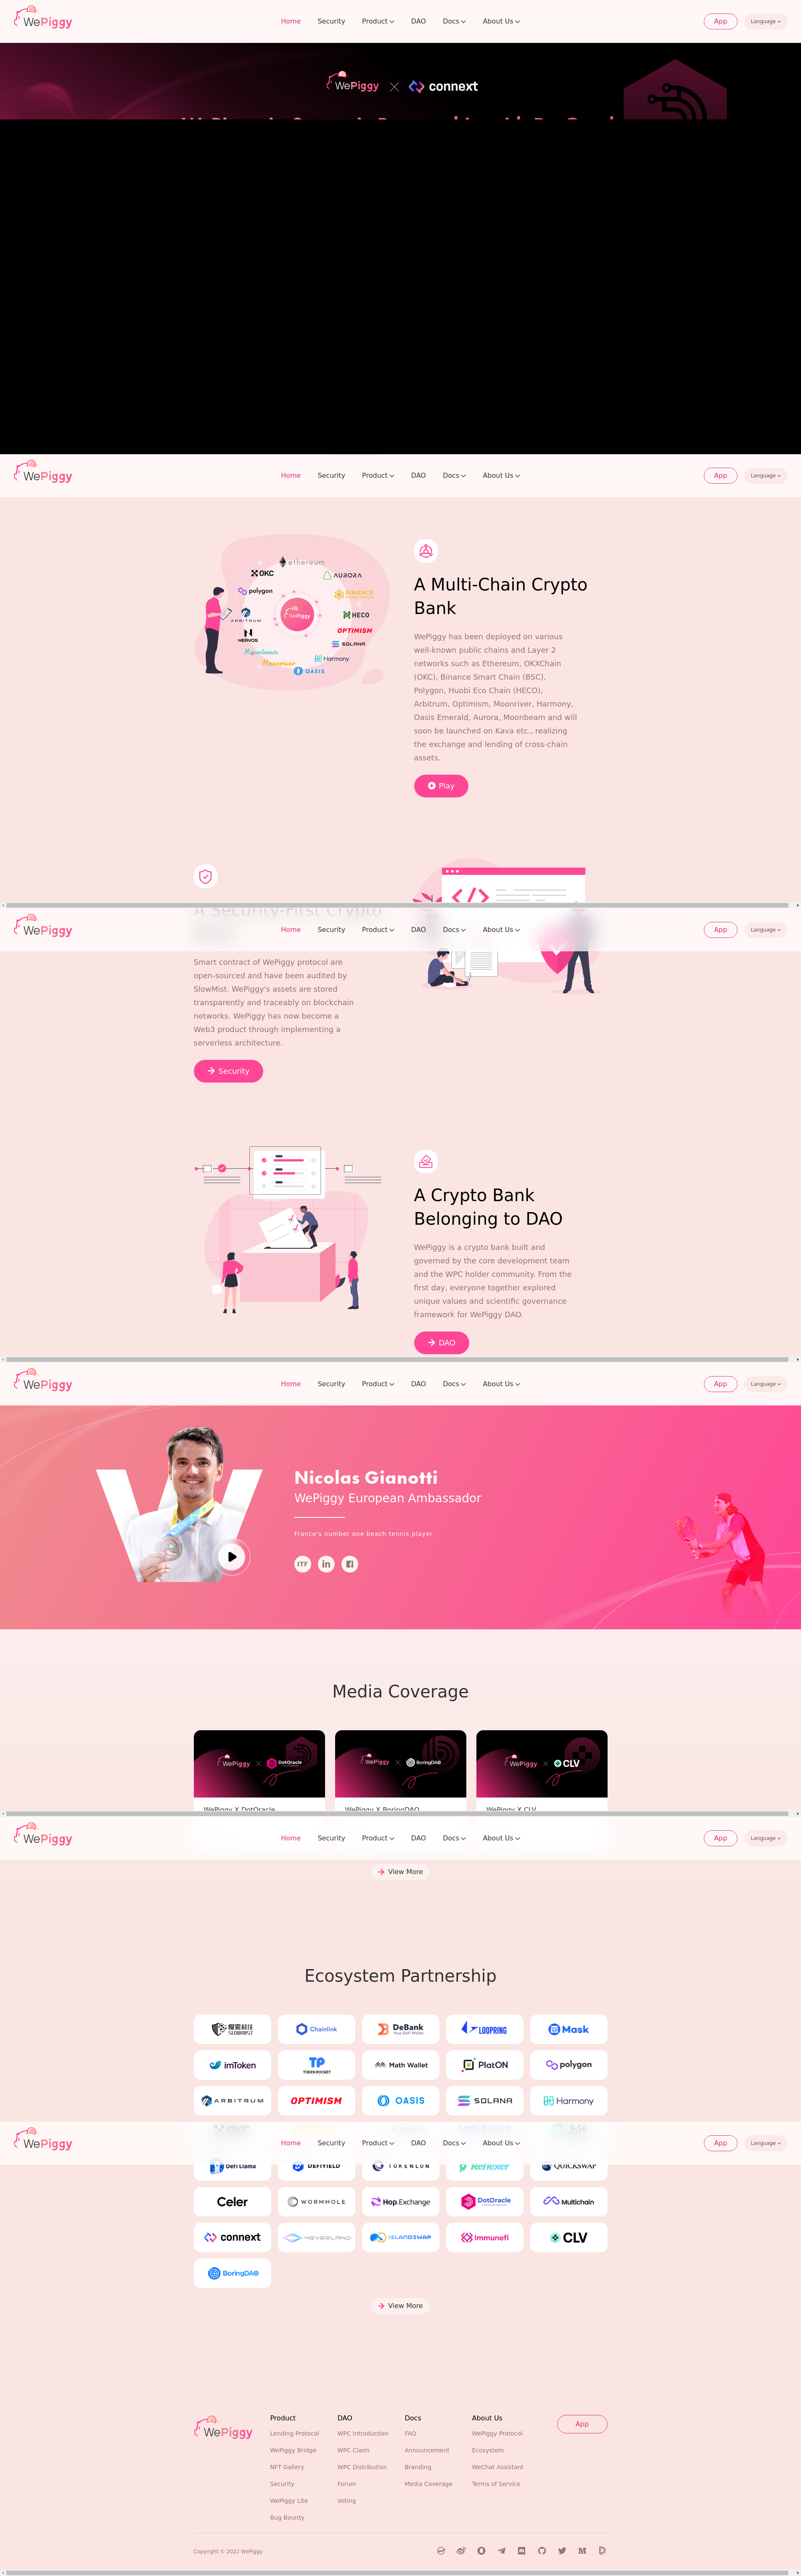 WePiggy
Home Security Product DAO Docs About Us
App Language
WePiggy connext
WePiggy
Home Security Product DAO Docs About Us
App Language
ethereum
OKC
AURORA
polygon
BINANCE
ARBITRUM
WePiggy
HECO
NERVOS
OPTIMISM
SOLANA
Moonbeam
Harmony
Moonriver
OASIS
A Multi-Chain Crypto
Bank
WePiggy has been deployed on various
well-known public chains and Layer 2
networks such as Ethereum, OKXChain
(OKC), Binance Smart Chain (BSC),
Polygon, Huobi Eco Chain (HECO),
Arbitrum, Optimism, Moonriver, Harmony,
Oasis Emerald, Aurora, Moonbeam and will
soon be launched on Kava etc., realizing
the exchange and lending of cross-chain
assets.
Play
A Security-First Crypto
WePiggy
Home Security Product DAO Docs About Us
App Language
Smart contract of WePiggy protocol are
open-sourced and have been audited by
SlowMist. WePiggy's assets are stored
transparently and traceably on blockchain
networks. WePiggy has now become a
Web3 product through implementing a
serverless architecture.
Security
A Crypto Bank
Belonging to DAO
WePiggy is a crypto bank built and
governed by the core development team
and the WPC holder community. From the
first day, everyone together explored
unique values and scientific governance
framework for WePiggy DAO.
DAO
WePiggy
Home Security Product DAO Docs About Us
App Language
Nicolas Gianotti
WePiggy European Ambassador
France's number one beach tennis player
ITF in
Media Coverage
WePiggy DotOracle
WePiggy BoringDAO
WePiggy CLV
WePiggy X DotOracle
WePiggy X BoringDAO
WePiggy X CLV
WePiggy
Home Security Product DAO Docs About Us
App Language
View More
Ecosystem Partnership
慢雾科技 SLOWMIST Chainlink DeBank Your DeFi Wallet LOOPRING Mask
imToken TP TOKEN POCKET Math Wallet PlatON polygon
ARBITRUM OPTIMISM OASIS SOLANA Harmony
OKC AURORA bit
WePiggy
Home Security Product DAO Docs About Us
App Language
DefiLlama DEFIYIELD TOKENLON Reflexer QUICKSWAP
Celer WORMHOLE Hop.Exchange DotOracle Multichain
connext 4EVERLAND ISLANDSWAP Immunefi CLV
BoringDAO
View More
WePiggy
Product
Lending Protocol
WePiggy Bridge
NFT Gallery
Security
WePiggy Lite
Bug Bounty
DAO
WPC Introduction
WPC Claim
WPC Distribution
Forum
Voting
Docs
FAQ
Announcement
Branding
Media Coverage
About Us
WePiggy Protocol
Ecosystem
WeChat Assistant
Terms of Service
App
Copyright © 2022 WePiggy